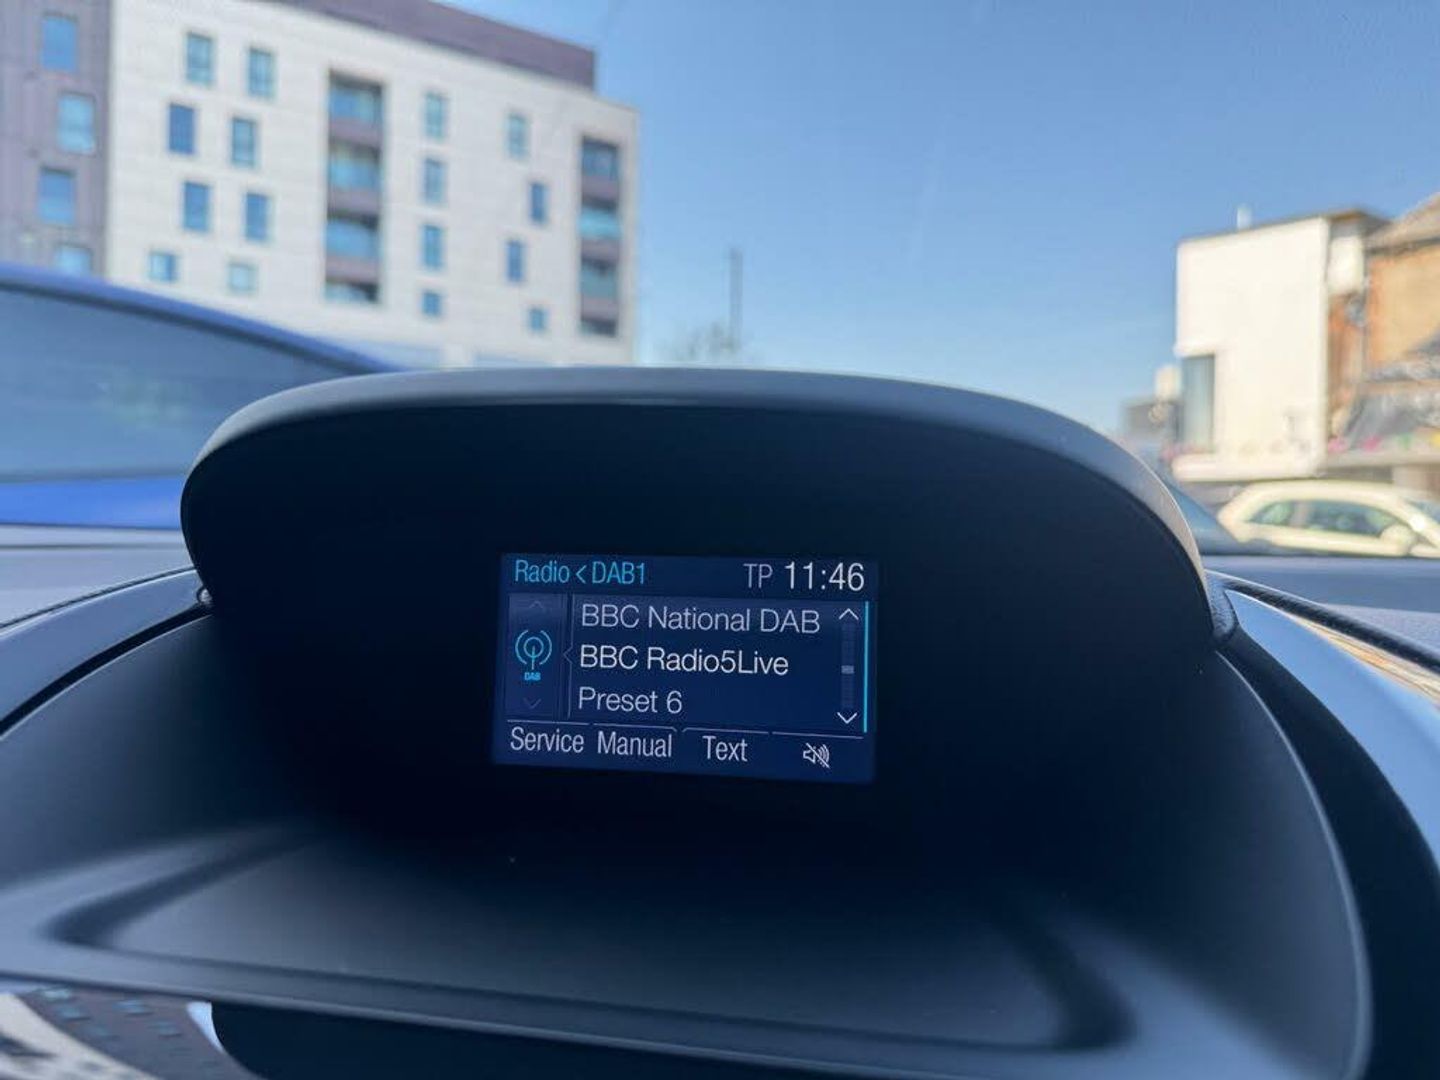 Radio < DAB1 TP 11:46
BBC National DAB
DAB
BBC Radio5Live
Preset 6
Service Manual Text